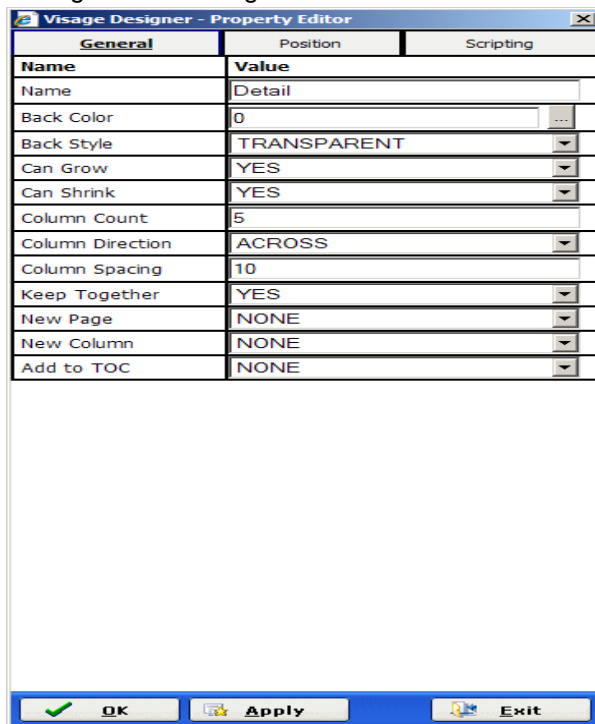 Visage Designer - Property Editor
General Position Scripting
Name Value
Name Detail
Back Color 0 ...
Back Style TRANSPARENT
Can Grow YES
Can Shrink YES
Column Count 5
Column Direction ACROSS
Column Spacing 10
Keep Together YES
New Page NONE
New Column NONE
Add to TOC NONE
OK Apply Exit